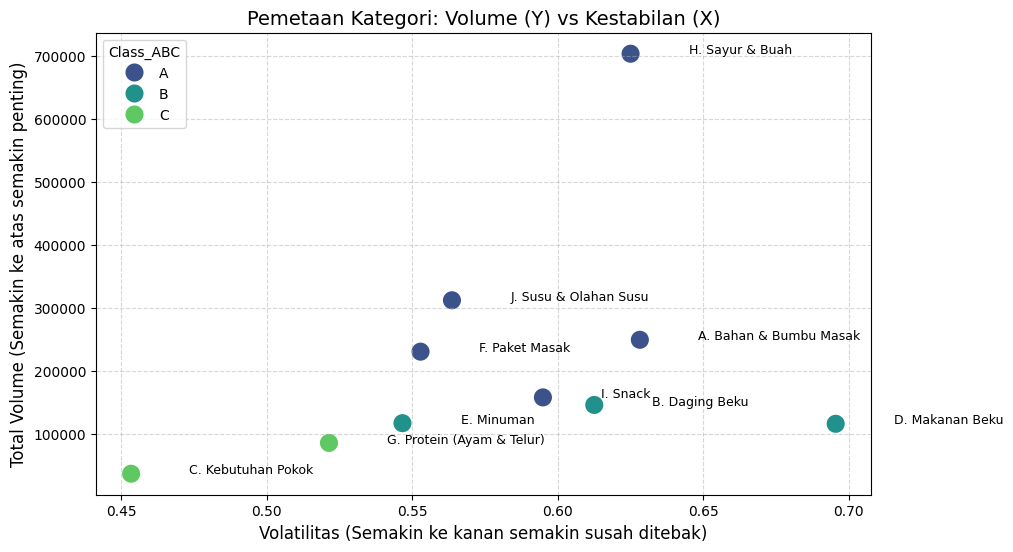 Pemetaan Kategori: Volume (Y) vs Kestabilan (X)
Total Volume (Semakin ke atas semakin penting)
700000
600000
500000
400000
300000
200000
100000
Class_ABC
A
B
C
H. Sayur & Buah
J. Susu & Olahan Susu
A. Bahan & Bumbu Masak
F. Paket Masak
I. Snack
B. Daging Beku
E. Minuman
D. Makanan Beku
G. Protein (Ayam & Telur)
C. Kebutuhan Pokok
0.45
0.50
0.55
0.60
0.65
0.70
Volatilitas (Semakin ke kanan semakin susah ditebak)